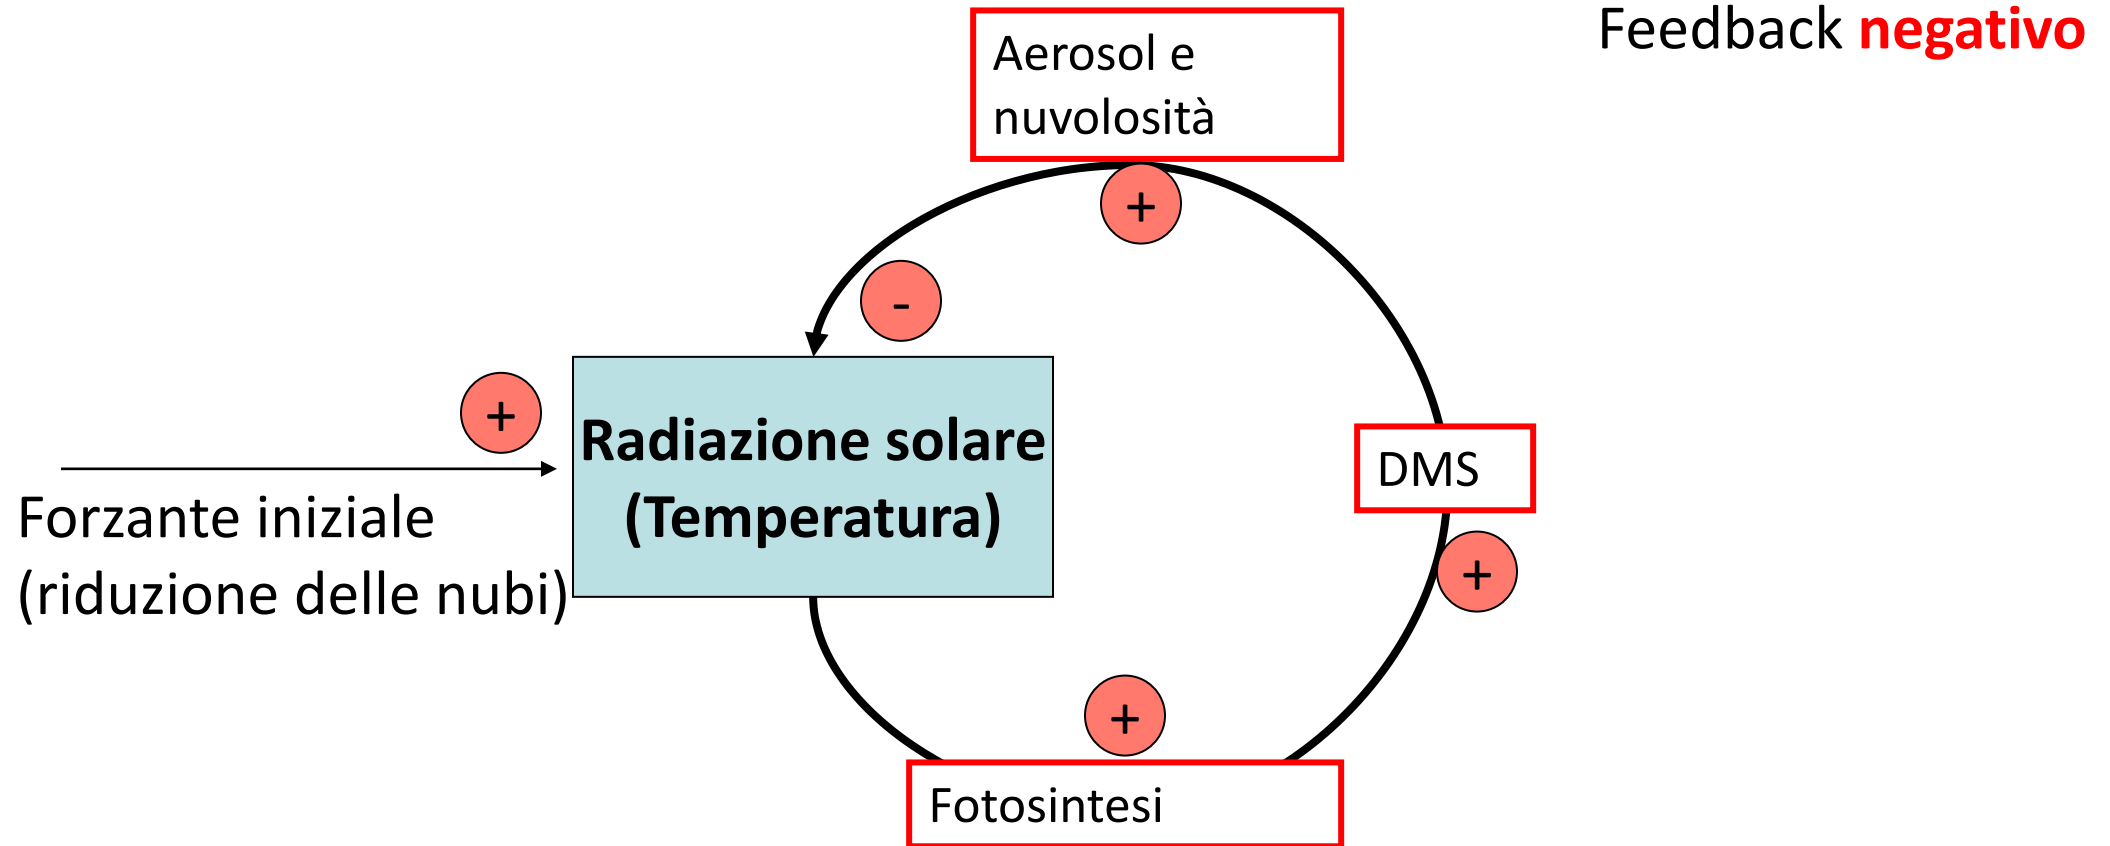 Feedback negativo
Aerosol e
nuvolosità
+
-
+
Radiazione solare
(Temperatura)
DMS
Forzante iniziale
(riduzione delle nubi)
+
+
Fotosintesi